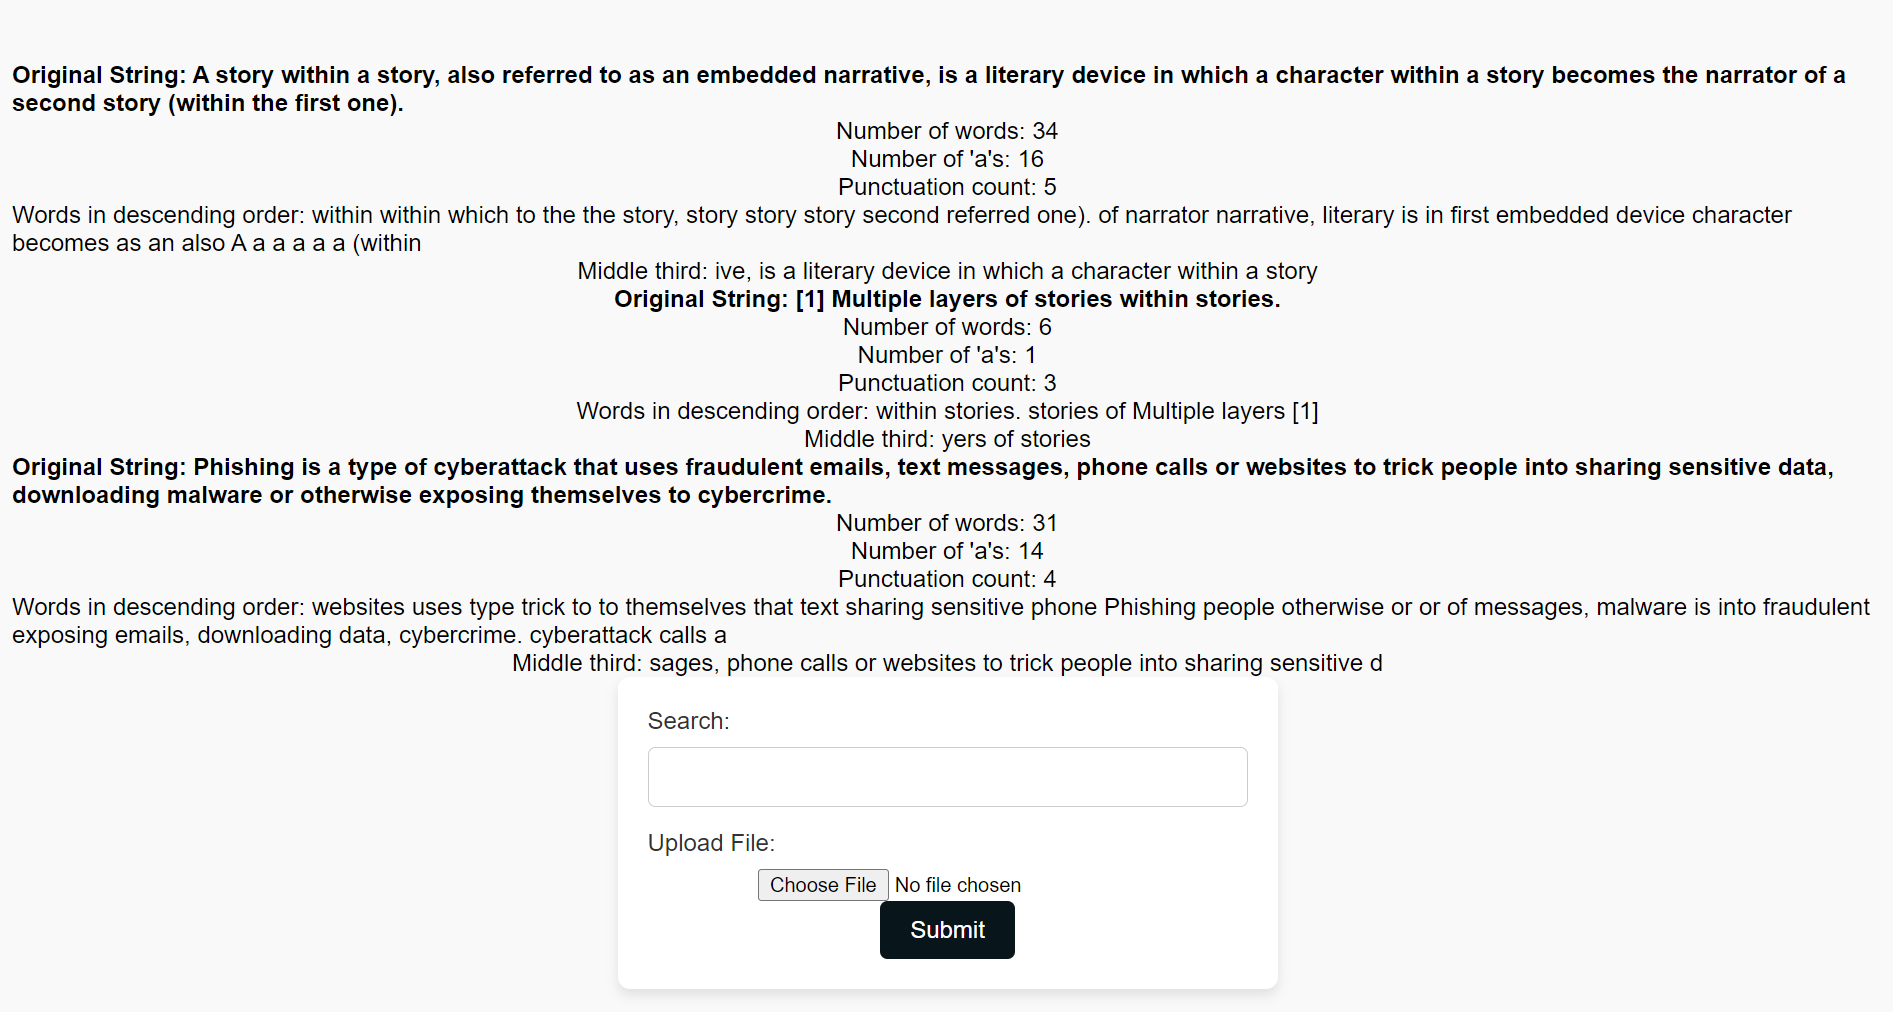 Original String: A story within a story, also referred to as an embedded narrative, is a literary device in which a character within a story becomes the narrator of a
second story (within the first one).
Number of words: 34
Number of 'a's: 16
Punctuation count: 5
Words in descending order: within within which to the the story, story story story second referred one). of narrator narrative, literary is in first embedded device character
becomes as an also A a a a a a (within
Middle third: ive, is a literary device in which a character within a story
Original String: [1] Multiple layers of stories within stories.
Number of words: 6
Number of 'a's: 1
Punctuation count: 3
Words in descending order: within stories. stories of Multiple layers [1]
Middle third: yers of stories
Original String: Phishing is a type of cyberattack that uses fraudulent emails, text messages, phone calls or websites to trick people into sharing sensitive data,
downloading malware or otherwise exposing themselves to cybercrime.
Number of words: 31
Number of 'a's: 14
Punctuation count: 4
Words in descending order: websites uses type trick to to themselves that text sharing sensitive phone Phishing people otherwise or or of messages, malware is into fraudulent
exposing emails, downloading data, cybercrime. cyberattack calls a
Middle third: sages, phone calls or websites to trick people into sharing sensitive d
Search:
Upload File:
Choose File No file chosen
Submit